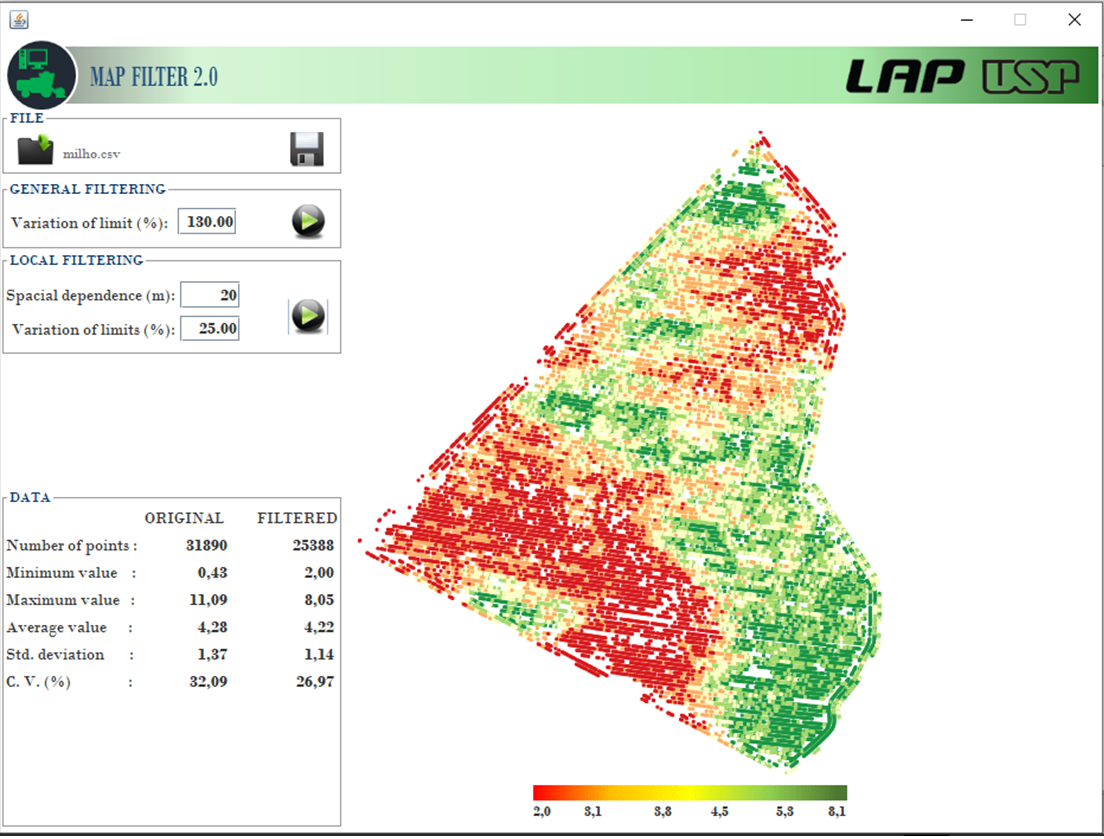 MAP FILTER 2.0
LAP USP
FILE
milho.csv
GENERAL FILTERING
Variation of limit (%): 130.00
LOCAL FILTERING
Spacial dependence (m): 20
Variation of limits (%): 25.00
DATA
ORIGINAL FILTERED
Number of points : 31890 25388
Minimum value : 0,43 2,00
Maximum value : 11,09 8,05
Average value : 4,28 4,22
Std. deviation : 1,37 1,14
C. V. (%) : 32,09 26,97
2,0 3,1 3,8 4,5 5,3 8,1